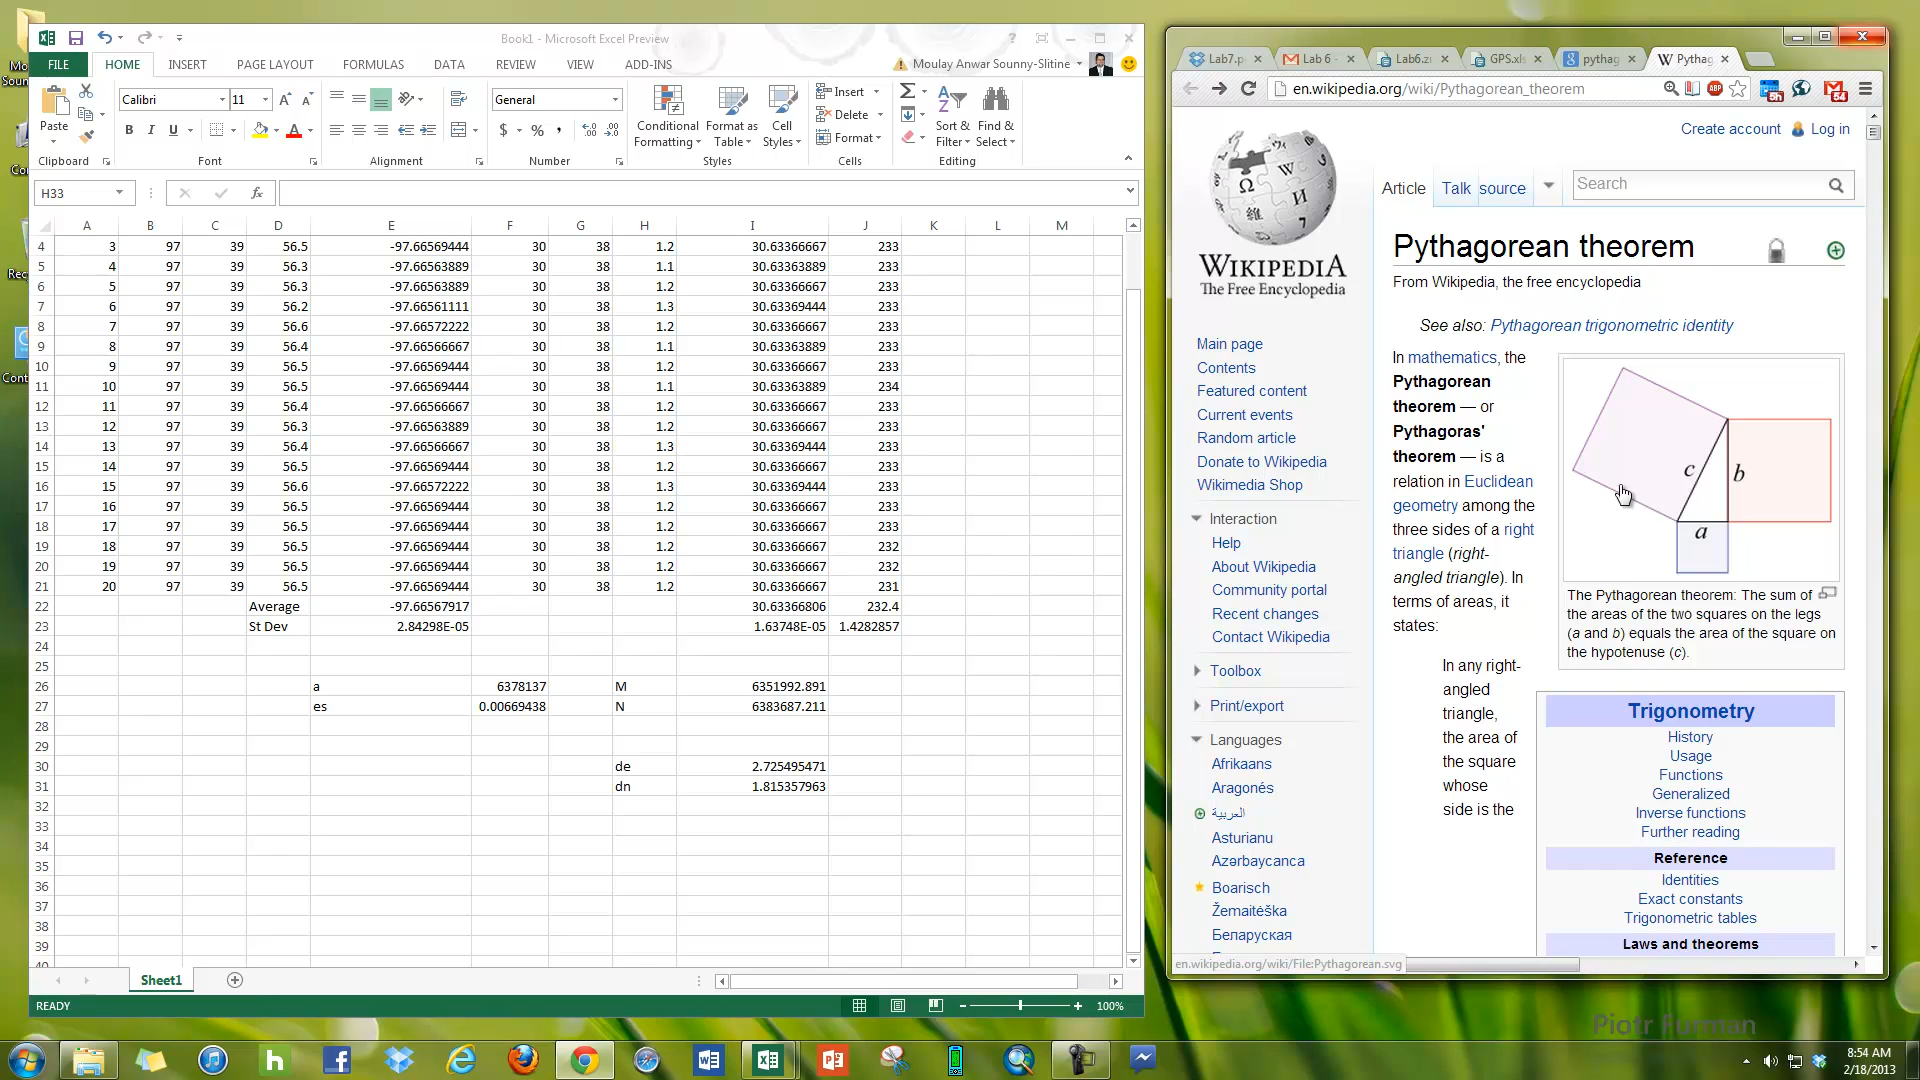 Book1 - Microsoft Excel Preview
FILE HOME INSERT PAGE LAYOUT FORMULAS DATA REVIEW VIEW ADD-INS Moulay Anwar Sounny-Slitine
Paste Calibri 11 General Conditional Formatting Format as Table Cell Styles Insert Delete Format Sort & Filter Find & Select
Clipboard Font Alignment Number Styles Cells Editing
H33 fx
A B C D E F G H I J K L M
4 3 97 39 56.5 -97.66569444 30 38 1.2 30.63366667 233
5 4 97 39 56.3 -97.66563889 30 38 1.1 30.63363889 233
6 5 97 39 56.3 -97.66563889 30 38 1.2 30.63366667 233
7 6 97 39 56.2 -97.66561111 30 38 1.3 30.63369444 233
8 7 97 39 56.6 -97.66572222 30 38 1.2 30.63366667 233
9 8 97 39 56.4 -97.66566667 30 38 1.1 30.63363889 233
10 9 97 39 56.5 -97.66569444 30 38 1.2 30.63366667 233
11 10 97 39 56.5 -97.66569444 30 38 1.1 30.63363889 234
12 11 97 39 56.4 -97.66566667 30 38 1.2 30.63366667 233
13 12 97 39 56.3 -97.66563889 30 38 1.2 30.63366667 233
14 13 97 39 56.4 -97.66566667 30 38 1.3 30.63369444 233
15 14 97 39 56.5 -97.66569444 30 38 1.2 30.63366667 233
16 15 97 39 56.6 -97.66572222 30 38 1.3 30.63369444 233
17 16 97 39 56.5 -97.66569444 30 38 1.2 30.63366667 233
18 17 97 39 56.5 -97.66569444 30 38 1.2 30.63366667 233
19 18 97 39 56.5 -97.66569444 30 38 1.2 30.63366667 232
20 19 97 39 56.5 -97.66569444 30 38 1.2 30.63366667 232
21 20 97 39 56.5 -97.66569444 30 38 1.2 30.63366667 231
22 Average -97.66567917 30.63366806 232.4
23 St Dev 2.84298E-05 1.63748E-05 1.4282857
24
25
26 a 6378137 M 6351992.891
27 es 0.00669438 N 6383687.211
28
29
30 de 2.725495471
31 dn 1.815357963
32
33
34
35
36
37
38
39
40
Sheet1
READY 100%
Lab7.p Lab 6 - Lab6.z GPS.xls pythag Pythag
en.wikipedia.org/wiki/Pythagorean_theorem
5h ABP 54
Create account Log in
Article Talk source Search
WIKIPEDIA
The Free Encyclopedia
Main page
Contents
Featured content
Current events
Random article
Donate to Wikipedia
Wikimedia Shop
Interaction
Help
About Wikipedia
Community portal
Recent changes
Contact Wikipedia
Toolbox
Print/export
Languages
Afrikaans
Aragonés
العربية
Asturianu
Azərbaycanca
Boarisch
Žemaitėška
Беларуская
Pythagorean theorem
From Wikipedia, the free encyclopedia
See also: Pythagorean trigonometric identity
In mathematics, the
Pythagorean
theorem — or
Pythagoras'
theorem — is a
relation in Euclidean
geometry among the
three sides of a right
triangle (right-
angled triangle). In
terms of areas, it
states:
In any right-
angled
triangle,
the area of
the square
whose
side is the
c b
a
The Pythagorean theorem: The sum of
the areas of the two squares on the legs
(a and b) equals the area of the square on
the hypotenuse (c).
Trigonometry
History
Usage
Functions
Generalized
Inverse functions
Further reading
Reference
Identities
Exact constants
Trigonometric tables
Laws and theorems
en.wikipedia.org/wiki/File:Pythagorean.svg
Piotr Furman
8:54 AM
2/18/2013